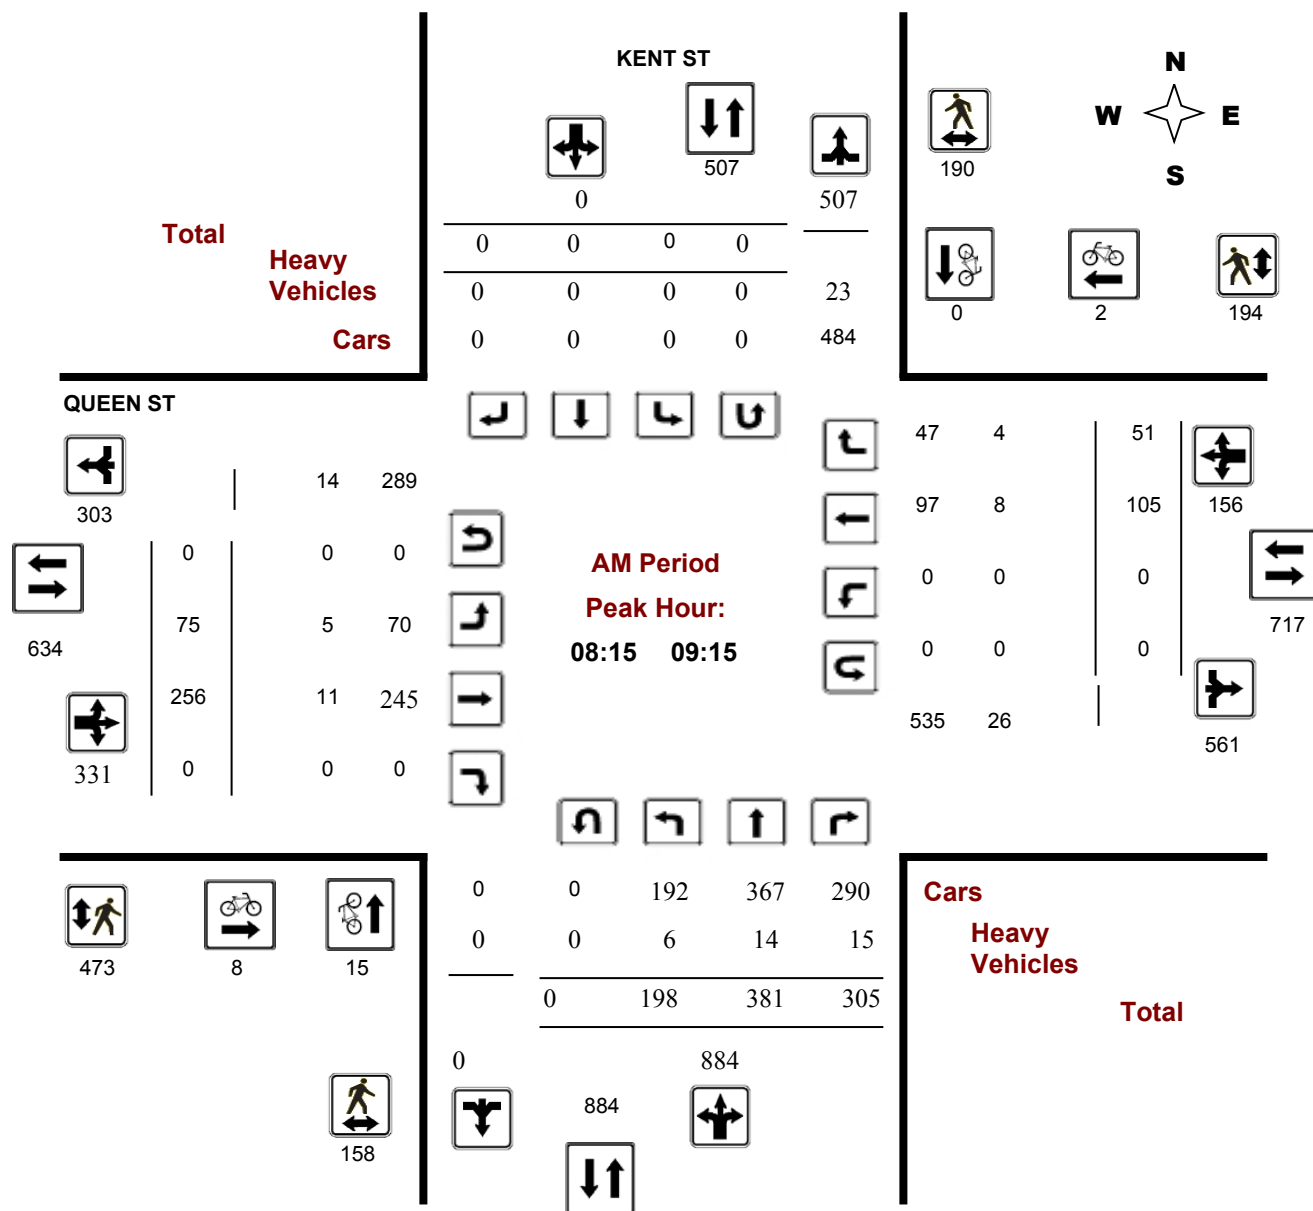 KENT ST
N
W E
S
507
190
0 507
Total 0 0 0 0
Heavy
Vehicles 0 0 0 0 23
Cars 0 0 0 0 484
0 2 194
QUEEN ST
47 4 51
14 289
303
97 8 105 156
0 0 0
AM Period
0 0 0
75 5 70
Peak Hour:
634
08:15 09:15
717
0 0 0
256 11 245
535 26
561
331 0 0 0
0 0 192 367 290
Cars
0 0 6 14 15
Heavy
Vehicles
473 8 15
0 198 381 305
Total
0 884
884
158